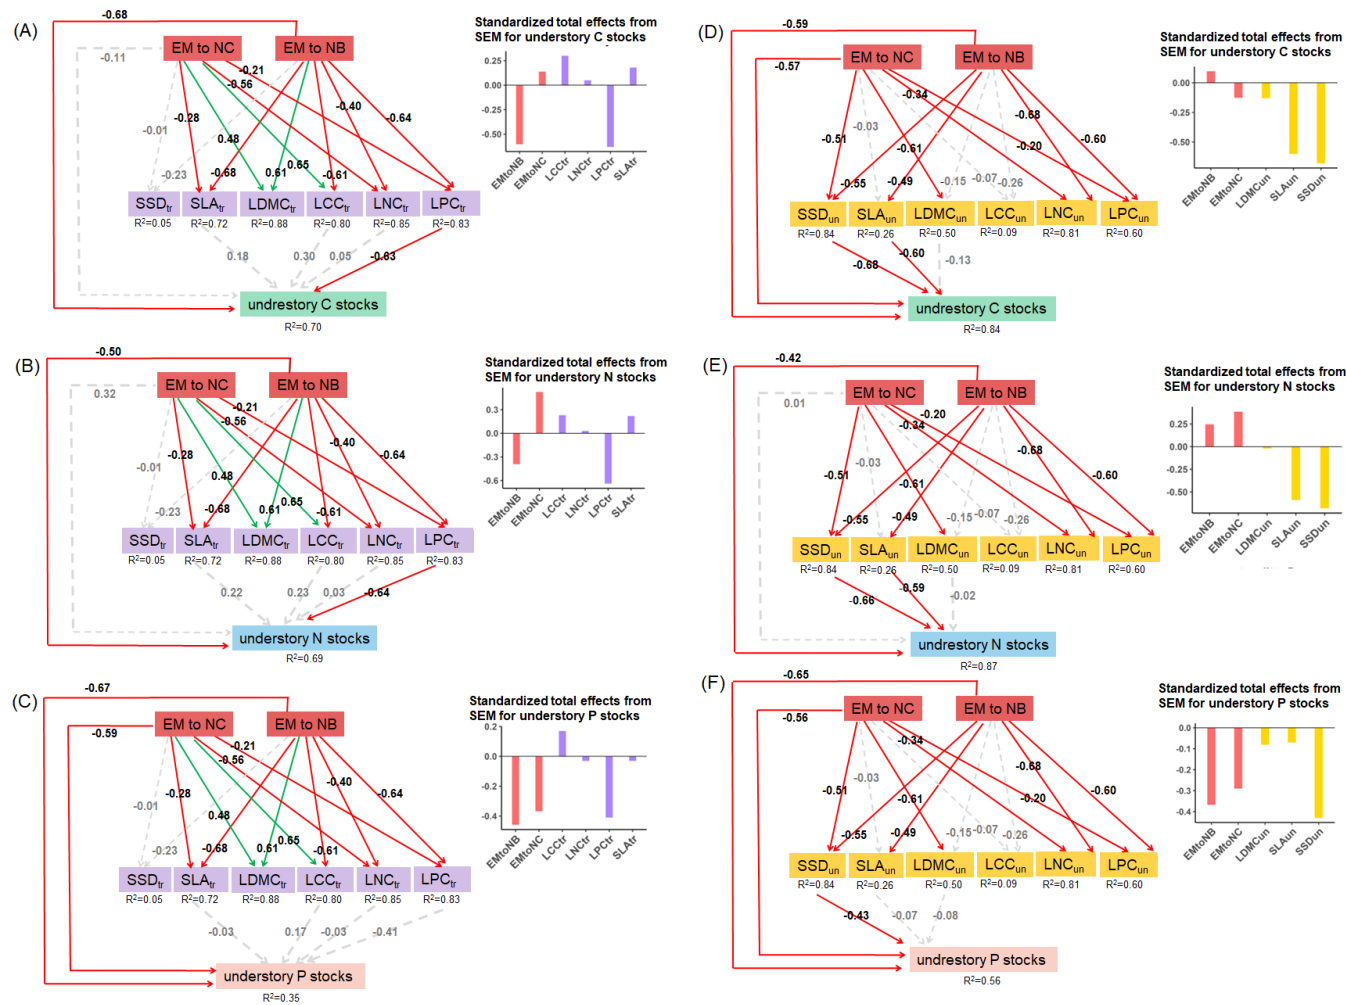 (A)
-0.68
EM to NC
EM to NB
-0.11
-0.21
-0.56
-0.40
-0.28
-0.64
-0.01
0.48
-0.23
-0.68
0.61
0.65
-0.61
SSDtr
SLAtr
LDMCtr
LCCtr
LNCtr
LPCtr
R²=0.05
R²=0.72
R²=0.88
R²=0.80
R²=0.85
R²=0.83
0.18
0.30
0.05
-0.63
undrestory C stocks
R²=0.70
Standardized total effects from
SEM for understory C stocks
0.25
0.00
-0.25
-0.50
EMtoNB
EMtoNC
LCCtr
LNCtr
LPCtr
SLAtr
(B)
-0.50
EM to NC
EM to NB
0.32
-0.21
-0.56
-0.40
-0.28
-0.64
-0.01
0.48
-0.23
-0.68
0.61
0.65
-0.61
SSDtr
SLAtr
LDMCtr
LCCtr
LNCtr
LPCtr
R²=0.05
R²=0.72
R²=0.88
R²=0.80
R²=0.85
R²=0.83
0.22
0.23
0.03
-0.64
understory N stocks
R²=0.69
Standardized total effects from
SEM for understory N stocks
0.3
0.0
-0.3
-0.6
EMtoNB
EMtoNC
LCCtr
LNCtr
LPCtr
SLAtr
(C)
-0.67
EM to NC
EM to NB
-0.59
-0.21
-0.56
-0.40
-0.28
-0.64
-0.01
0.48
-0.23
-0.68
0.61
0.65
-0.61
SSDtr
SLAtr
LDMCtr
LCCtr
LNCtr
LPCtr
R²=0.05
R²=0.72
R²=0.88
R²=0.80
R²=0.85
R²=0.83
-0.03
0.17
-0.03
-0.41
understory P stocks
R²=0.35
Standardized total effects from
SEM for understory P stocks
0.2
0.0
-0.2
-0.4
EMtoNB
EMtoNC
LCCtr
LNCtr
LPCtr
SLAtr
(D)
-0.59
EM to NC
EM to NB
-0.57
-0.34
-0.68
-0.51
-0.03
-0.60
-0.61
-0.20
-0.55
-0.49
-0.15
-0.07
-0.26
SSDun
SLAun
LDMCun
LCCun
LNCun
LPCun
R²=0.84
R²=0.26
R²=0.50
R²=0.09
R²=0.81
R²=0.60
-0.68
-0.60
-0.13
undrestory C stocks
R²=0.84
Standardized total effects from
SEM for understory C stocks
0.00
-0.25
-0.50
EMtoNB
EMtoNC
LDMCun
SLAun
SSDun
(E)
-0.42
EM to NC
EM to NB
0.01
-0.20
-0.34
-0.68
-0.51
-0.03
-0.60
-0.61
-0.55
-0.49
-0.15
-0.07
-0.26
SSDun
SLAun
LDMCun
LCCun
LNCun
LPCun
R²=0.84
R²=0.26
R²=0.50
R²=0.09
R²=0.81
R²=0.60
-0.66
-0.59
-0.02
undrestory N stocks
R²=0.87
Standardized total effects from
SEM for understory N stocks
0.25
0.00
-0.25
-0.50
EMtoNB
EMtoNC
LDMCun
SLAun
SSDun
(F)
-0.65
EM to NC
EM to NB
-0.56
-0.34
-0.68
-0.51
-0.03
-0.60
-0.61
-0.20
-0.55
-0.49
-0.15
-0.07
-0.26
SSDun
SLAun
LDMCun
LCCun
LNCun
LPCun
R²=0.84
R²=0.26
R²=0.50
R²=0.09
R²=0.81
R²=0.60
-0.43
-0.07
-0.08
undrestory P stocks
R²=0.56
Standardized total effects from
SEM for understory P stocks
0.0
-0.1
-0.2
-0.3
-0.4
EMtoNB
EMtoNC
LDMCun
SLAun
SSDun